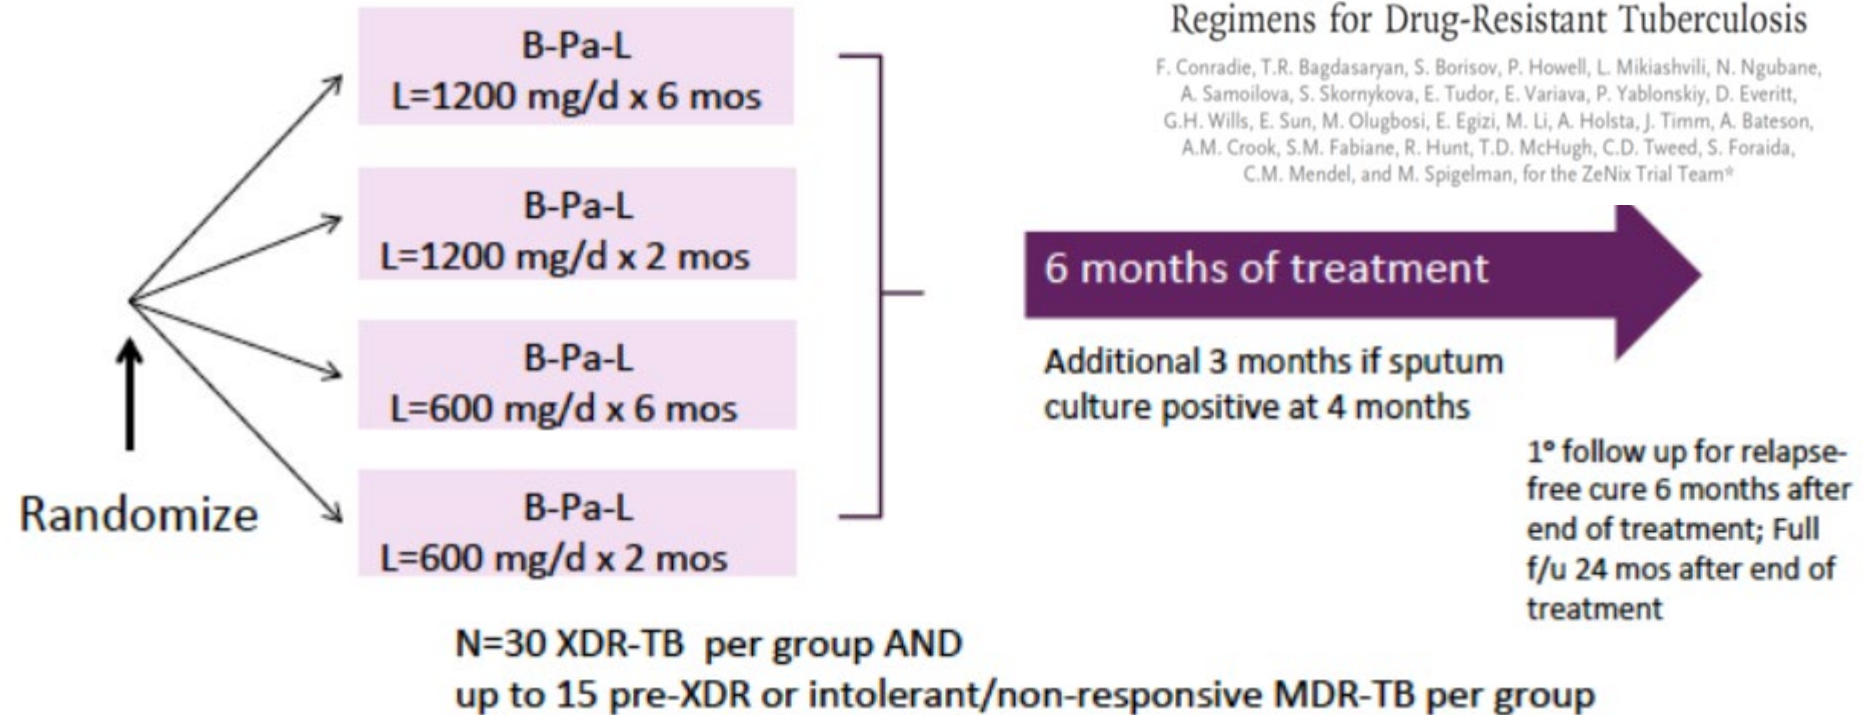 B-Pa-L
L=1200 mg/d x 6 mos
B-Pa-L
L=1200 mg/d x 2 mos
B-Pa-L
L=600 mg/d x 6 mos
B-Pa-L
L=600 mg/d x 2 mos
Randomize
Regimens for Drug-Resistant Tuberculosis
F. Conradie, T.R. Bagdasaryan, S. Borisov, P. Howell, L. Mikiashvili, N. Ngubane,
A. Samoilova, S. Skornykova, E. Tudor, E. Variava, P. Yablonskiy, D. Everitt,
G.H. Wills, E. Sun, M. Olugbosi, E. Egizi, M. Li, A. Holsta, J. Timm, A. Bateson,
A.M. Crook, S.M. Fabiane, R. Hunt, T.D. McHugh, C.D. Tweed, S. Foraida,
C.M. Mendel, and M. Spigelman, for the ZeNix Trial Team*
6 months of treatment
Additional 3 months if sputum
culture positive at 4 months
1° follow up for relapse-
free cure 6 months after
end of treatment; Full
f/u 24 mos after end of
treatment
N=30 XDR-TB per group AND
up to 15 pre-XDR or intolerant/non-responsive MDR-TB per group